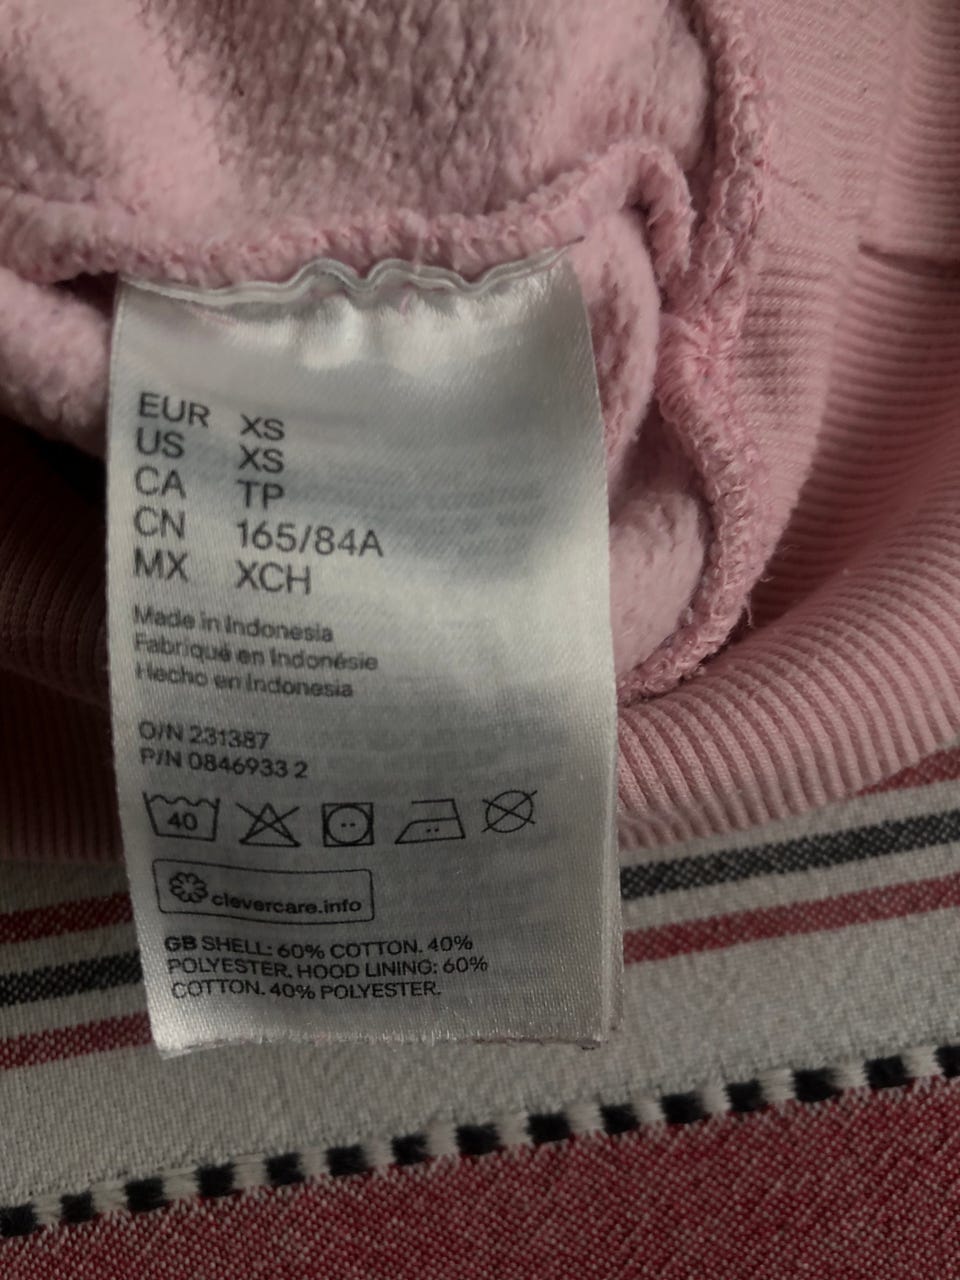 EUR XS
US XS
CA TP
CN 165/84A
MX XCH
Made in Indonesia
Fabriqué en Indonésie
Hecho en Indonesia
O/N 231387
P/N 0846933 2
40
clevercare.info
GB SHELL: 60% COTTON. 40%
POLYESTER. HOOD LINING: 60%
COTTON. 40% POLYESTER.